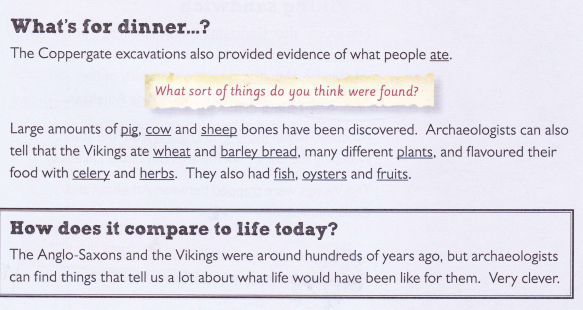 What's for dinner...?
The Coppergate excavations also provided evidence of what people ate.
What sort of things do you think were found?
Large amounts of pig, cow and sheep bones have been discovered. Archaeologists can also
tell that the Vikings ate wheat and barley bread, many different plants, and flavoured their
food with celery and herbs. They also had fish, oysters and fruits.
How does it compare to life today?
The Anglo-Saxons and the Vikings were around hundreds of years ago, but archaeologists
can find things that tell us a lot about what life would have been like for them. Very clever.